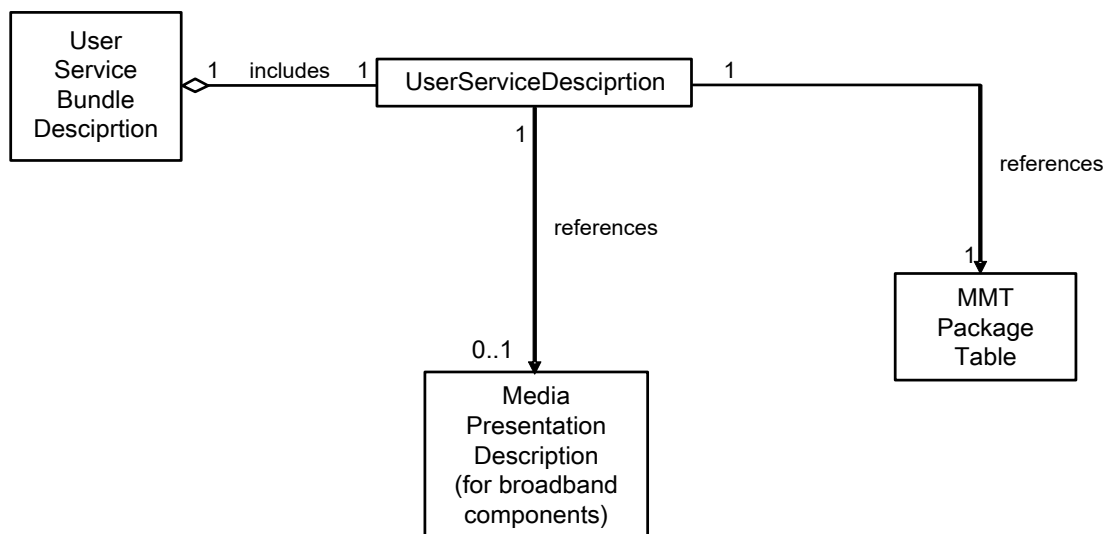 User
Service
Bundle
Desciprtion
1
includes
1
UserServiceDesciprtion
1
1
references
references
1
0..1
MMT
Package
Table
Media
Presentation
Description
(for broadband
components)